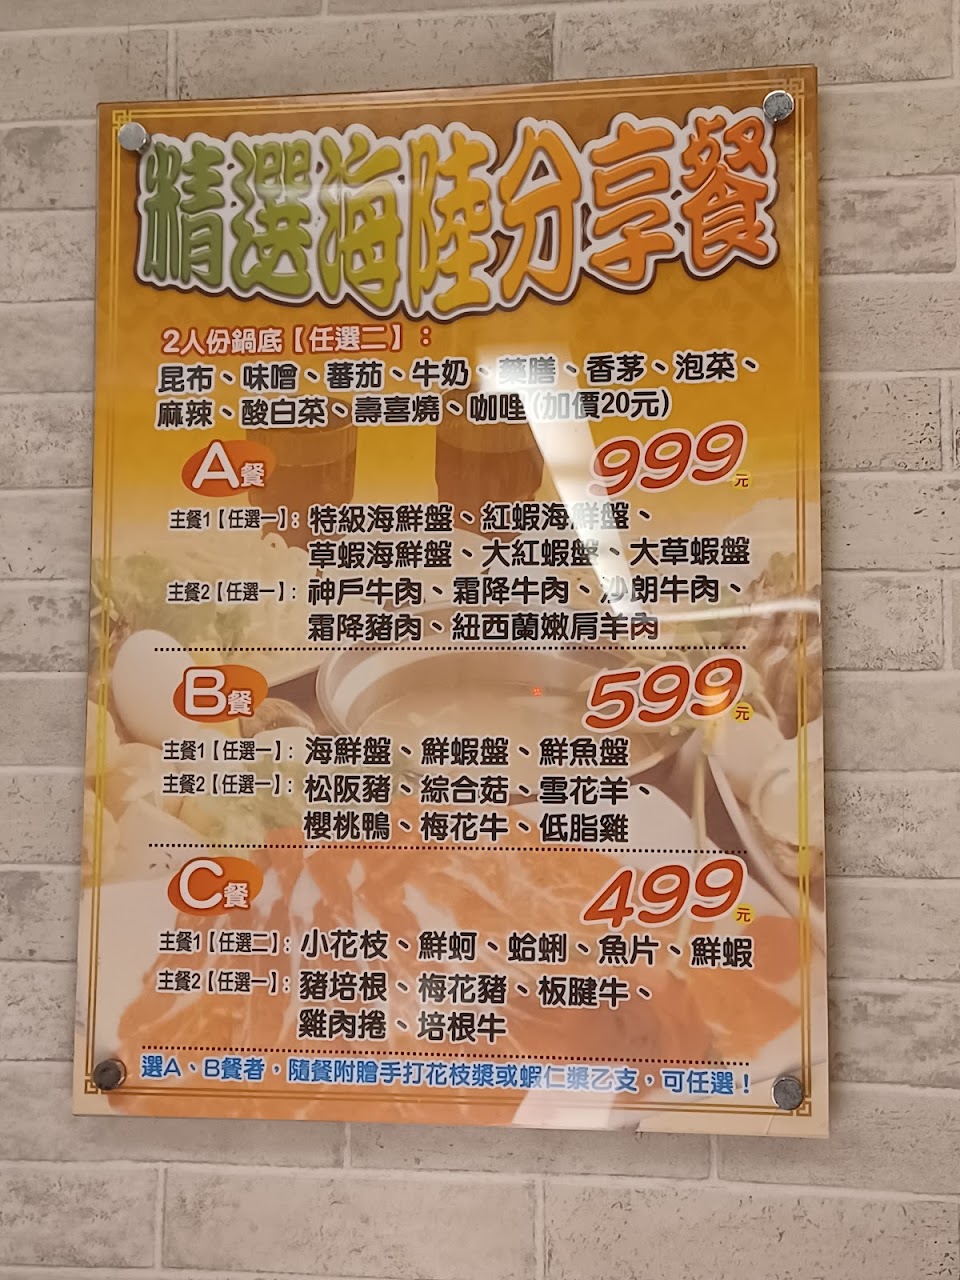 精選海陸分享餐
2人份鍋底【任選二】：
昆布、味噌、蕃茄、牛奶、藥膳、香茅、泡菜、
麻辣、酸白菜、壽喜燒、咖哩(加價20元)
A餐 999元
主餐1【任選一】：特級海鮮盤、紅蝦海鮮盤、
草蝦海鮮盤、大紅蝦盤、大草蝦盤
主餐2【任選一】：神戶牛肉、霜降牛肉、沙朗牛肉、
霜降豬肉、紐西蘭嫩肩羊肉
B餐 599元
主餐1【任選一】：海鮮盤、鮮蝦盤、鮮魚盤
主餐2【任選一】：松阪豬、綜合菇、雪花羊、
櫻桃鴨、梅花牛、低脂雞
C餐 499元
主餐1【任選二】：小花枝、鮮蚵、蛤蜊、魚片、鮮蝦
主餐2【任選一】：豬培根、梅花豬、板腱牛、
雞肉捲、培根牛
選A、B餐者，隨餐附贈手打花枝漿或蝦仁漿乙支，可任選！